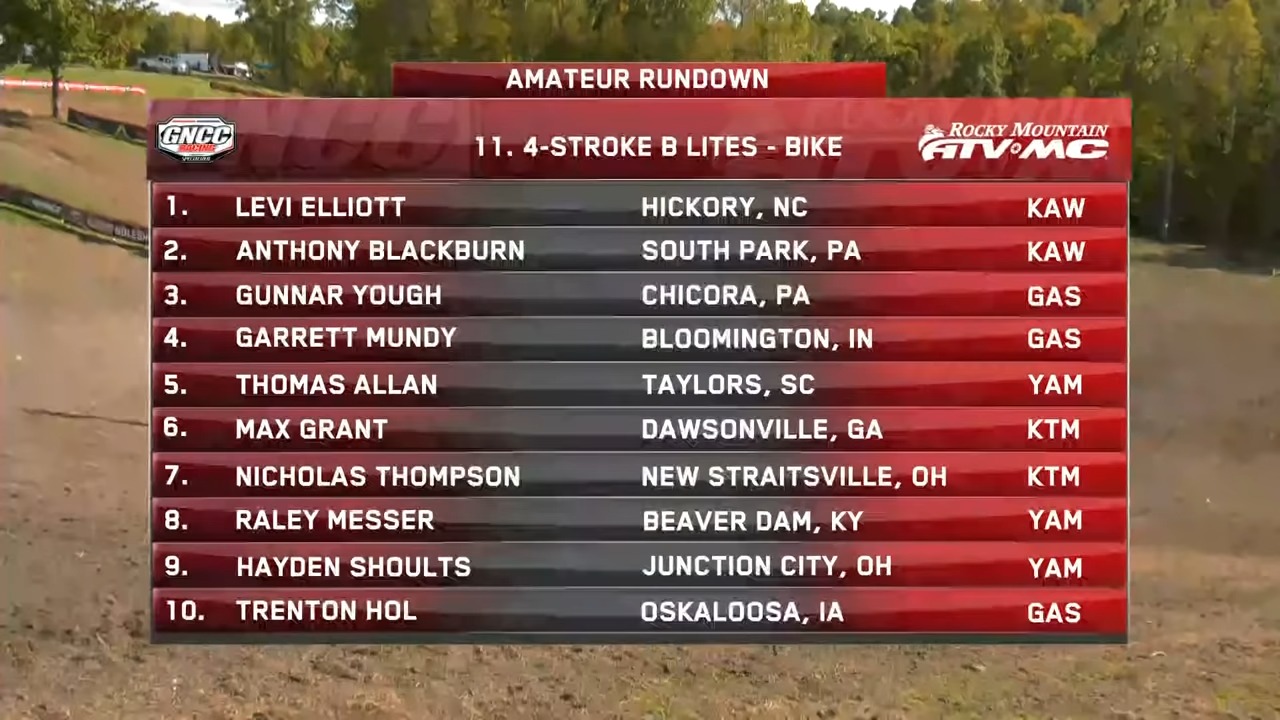 AMATEUR RUNDOWN
GNCC RACING
11. 4-STROKE B LITES - BIKE
ROCKY MOUNTAIN
ATV MC
1. LEVI ELLIOTT HICKORY, NC KAW
2. ANTHONY BLACKBURN SOUTH PARK, PA KAW
3. GUNNAR YOUGH CHICORA, PA GAS
4. GARRETT MUNDY BLOOMINGTON, IN GAS
5. THOMAS ALLAN TAYLORS, SC YAM
6. MAX GRANT DAWSONVILLE, GA KTM
7. NICHOLAS THOMPSON NEW STRAITSVILLE, OH KTM
8. RALEY MESSER BEAVER DAM, KY YAM
9. HAYDEN SHOULTS JUNCTION CITY, OH YAM
10. TRENTON HOL OSKALOOSA, IA GAS